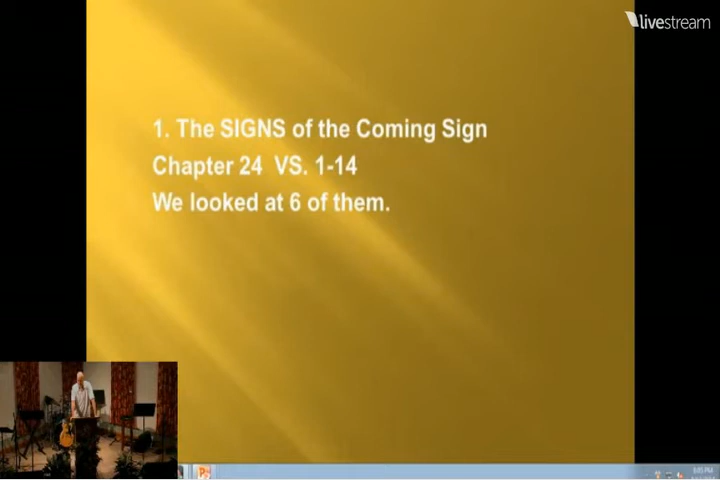 livestream
1. The SIGNS of the Coming Sign
Chapter 24 VS. 1-14
We looked at 6 of them.